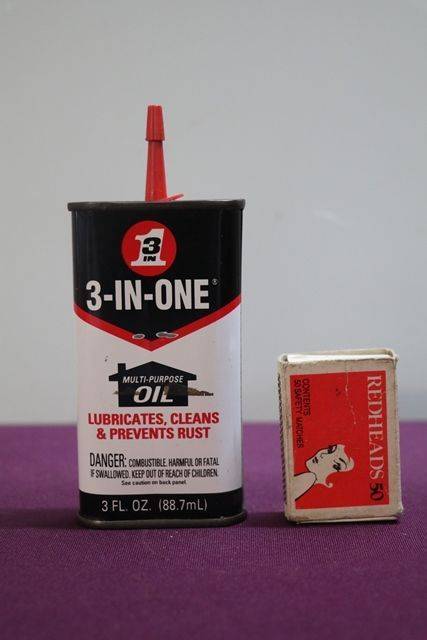 3
IN
1
3-IN-ONE®
MULTI-PURPOSE
OIL
LUBRICATES, CLEANS
& PREVENTS RUST
DANGER: COMBUSTIBLE. HARMFUL OR FATAL
IF SWALLOWED. KEEP OUT OF REACH OF CHILDREN.
See caution on back panel.
3 FL. OZ. (88.7mL)
REDHEADS 50
CONTENTS
50 SAFETY MATCHES